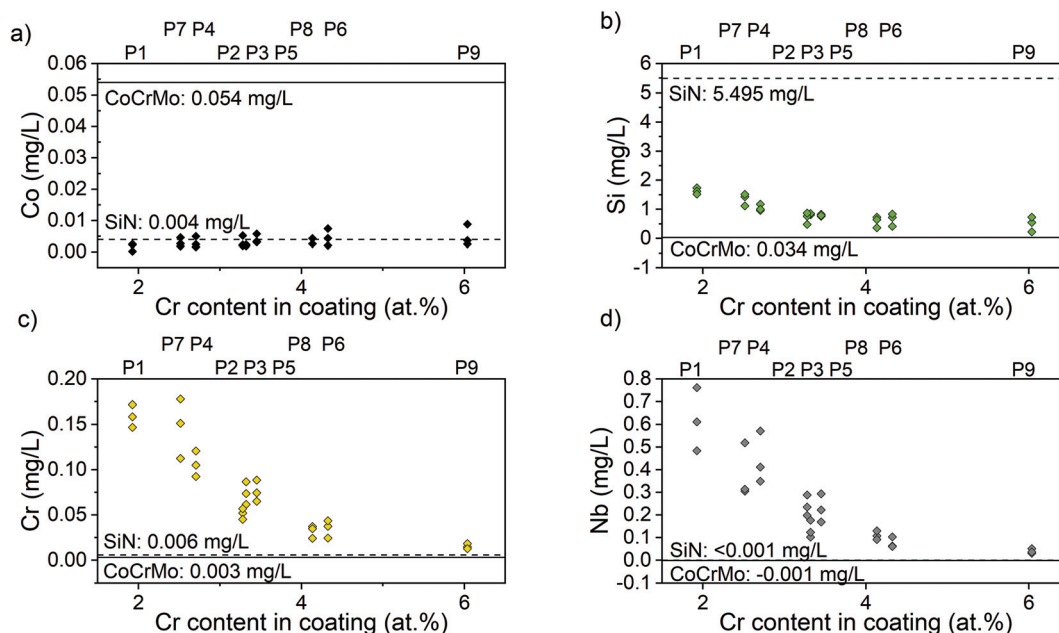 a)
P7 P4
P8 P6
P1
P2 P3 P5
P9
0.06
0.05
0.04
0.03
0.02
0.01
0.00
Co (mg/L)
CoCrMo: 0.054 mg/L
SiN: 0.004 mg/L
2
4
6
Cr content in coating (at.%)
b)
P7 P4
P8 P6
P1
P2 P3 P5
P9
6
5
4
3
2
1
0
-1
Si (mg/L)
SiN: 5.495 mg/L
CoCrMo: 0.034 mg/L
2
4
6
Cr content in coating (at.%)
c)
P7 P4
P8 P6
P1
P2 P3 P5
P9
0.20
0.15
0.10
0.05
0.00
Cr (mg/L)
SiN: 0.006 mg/L
CoCrMo: 0.003 mg/L
2
4
6
Cr content in coating (at.%)
d)
P7 P4
P8 P6
P1
P2 P3 P5
P9
0.8
0.7
0.6
0.5
0.4
0.3
0.2
0.1
0.0
-0.1
Nb (mg/L)
SiN: <0.001 mg/L
CoCrMo: -0.001 mg/L
2
4
6
Cr content in coating (at.%)